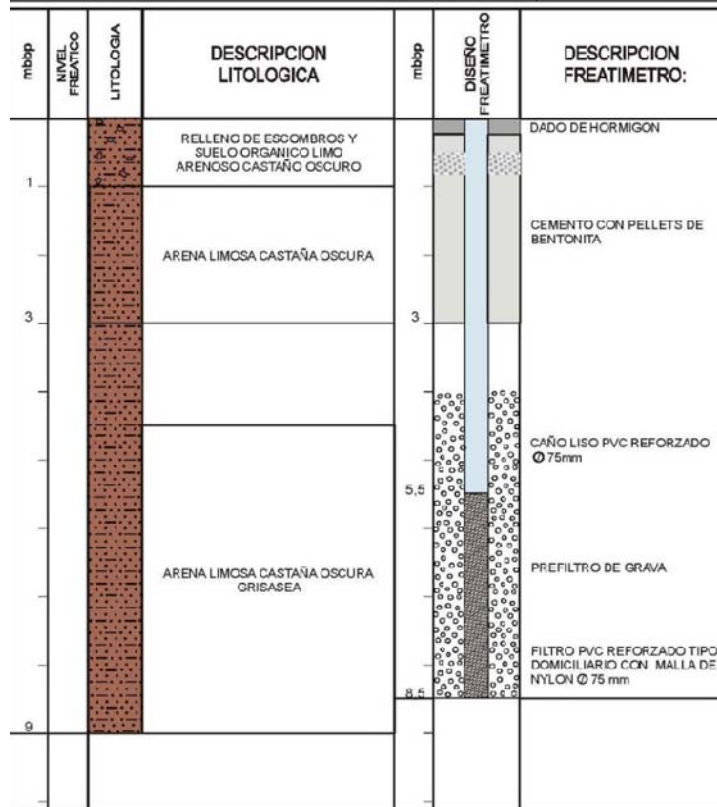 mbbp
NIVEL
FREATICO
LITOLOGIA
DESCRIPCION
LITOLOGICA
mbbp
DISEÑO
FREATIMETRO
DESCRIPCION
FREATIMETRO:
RELLENO DE ESCOMBROS Y
SUELO ORGANICO LIMO
ARENOSO CASTAÑO OSCURO
1
ARENA LIMOSA CASTAÑA OSCURA
3
ARENA LIMOSA CASTAÑA OSCURA
GRISASEA
9
DADO DE HORMIGON
CEMENTO CON PELLETS DE
BENTONITA
3
CAÑO LISO PVC REFORZADO
Ø 75mm
5,5
PREFILTRO DE GRAVA
FILTRO PVC REFORZADO TIPO
DOMICILIARIO CON MALLA DE
NYLON Ø 75 mm
8,5